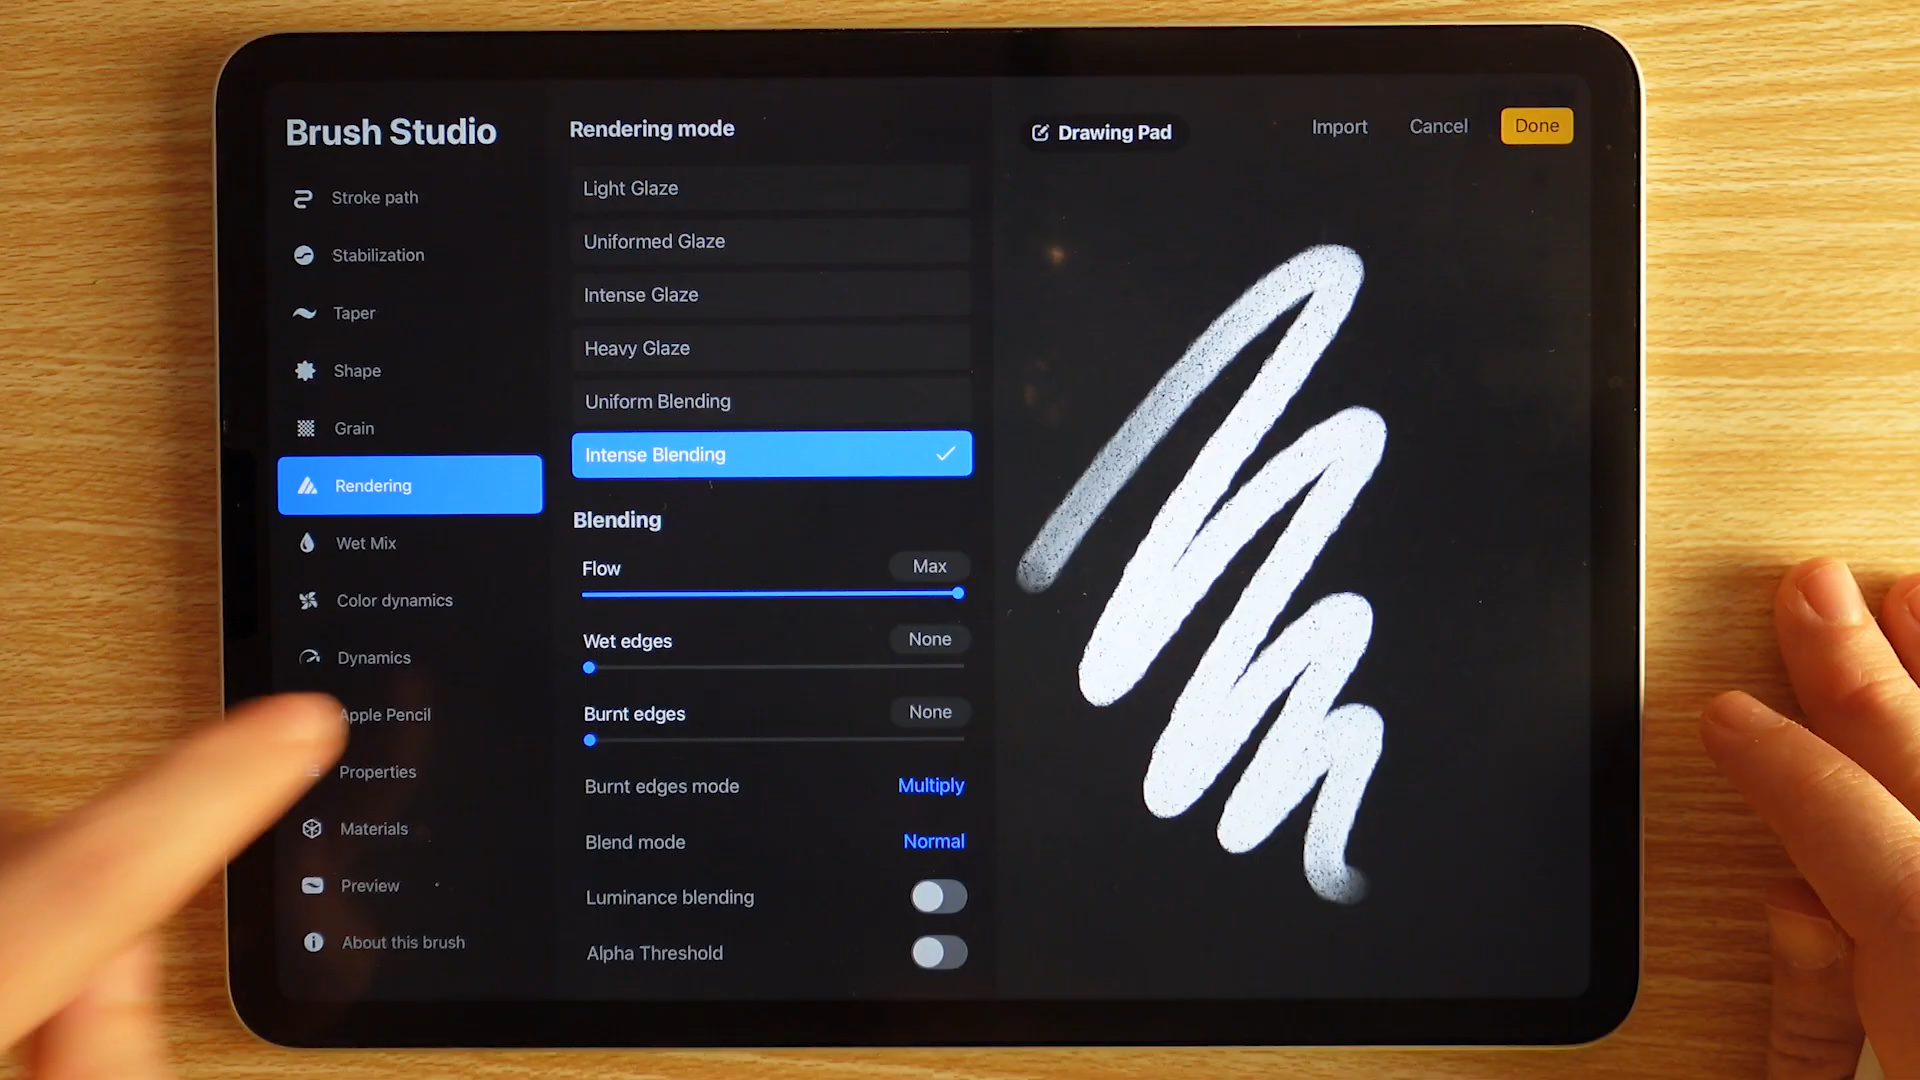 Brush Studio
Stroke path
Stabilization
Taper
Shape
Grain
Rendering
Wet Mix
Color dynamics
Dynamics
Apple Pencil
Properties
Materials
Preview
About this brush
Rendering mode
Light Glaze
Uniformed Glaze
Intense Glaze
Heavy Glaze
Uniform Blending
Intense Blending
Blending
Flow Max
Wet edges None
Burnt edges None
Burnt edges mode Multiply
Blend mode Normal
Luminance blending
Alpha Threshold
Drawing Pad
Import Cancel Done